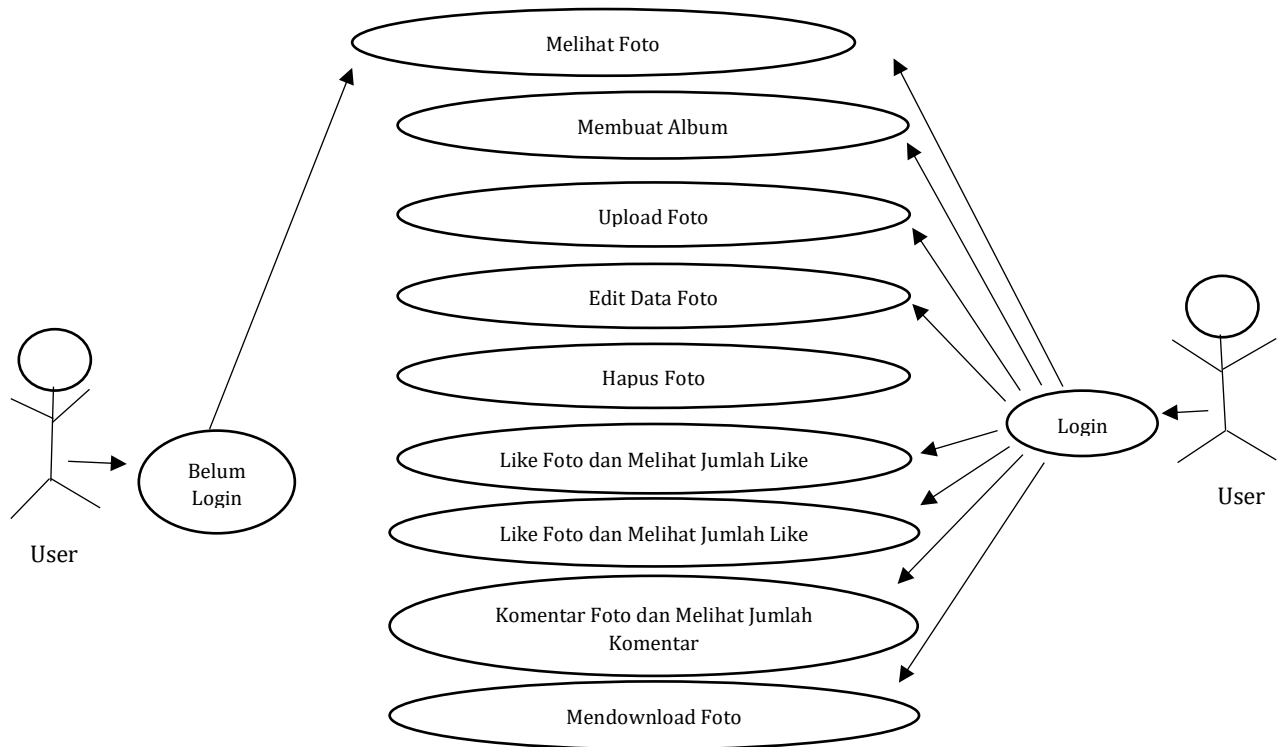 Melihat Foto
Membuat Album
Upload Foto
Edit Data Foto
Hapus Foto
Like Foto dan Melihat Jumlah Like
Like Foto dan Melihat Jumlah Like
Komentar Foto dan Melihat Jumlah
Komentar
Mendownload Foto
Belum
Login
User
Login
User